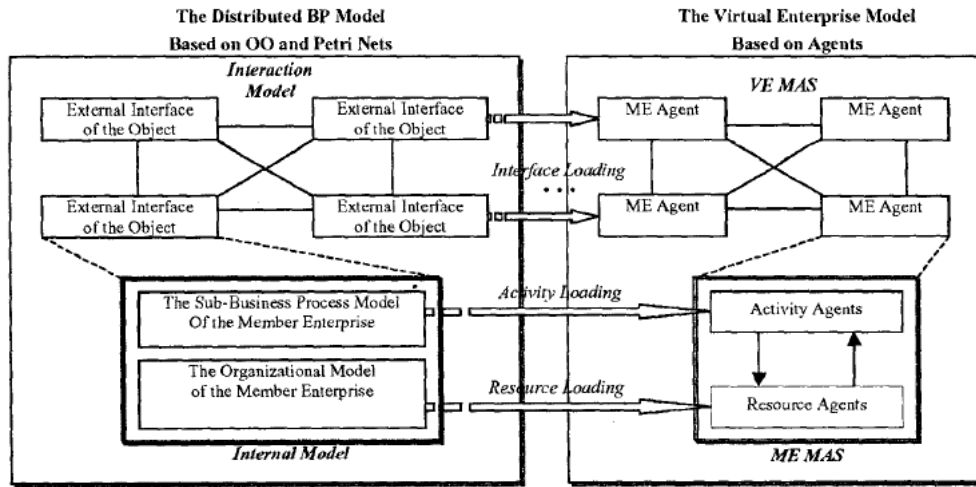 The Distributed BP Model
Based on OO and Petri Nets
The Virtual Enterprise Model
Based on Agents
Interaction
Model
External Interface
of the Object
External Interface
of the Object
External Interface
of the Object
External Interface
of the Object
Interface Loading
. . .
VE MAS
ME Agent
ME Agent
ME Agent
ME Agent
The Sub-Business Process Model
Of the Member Enterprise
The Organizational Model
of the Member Enterprise
Internal Model
Activity Loading
Resource Loading
Activity Agents
Resource Agents
ME MAS